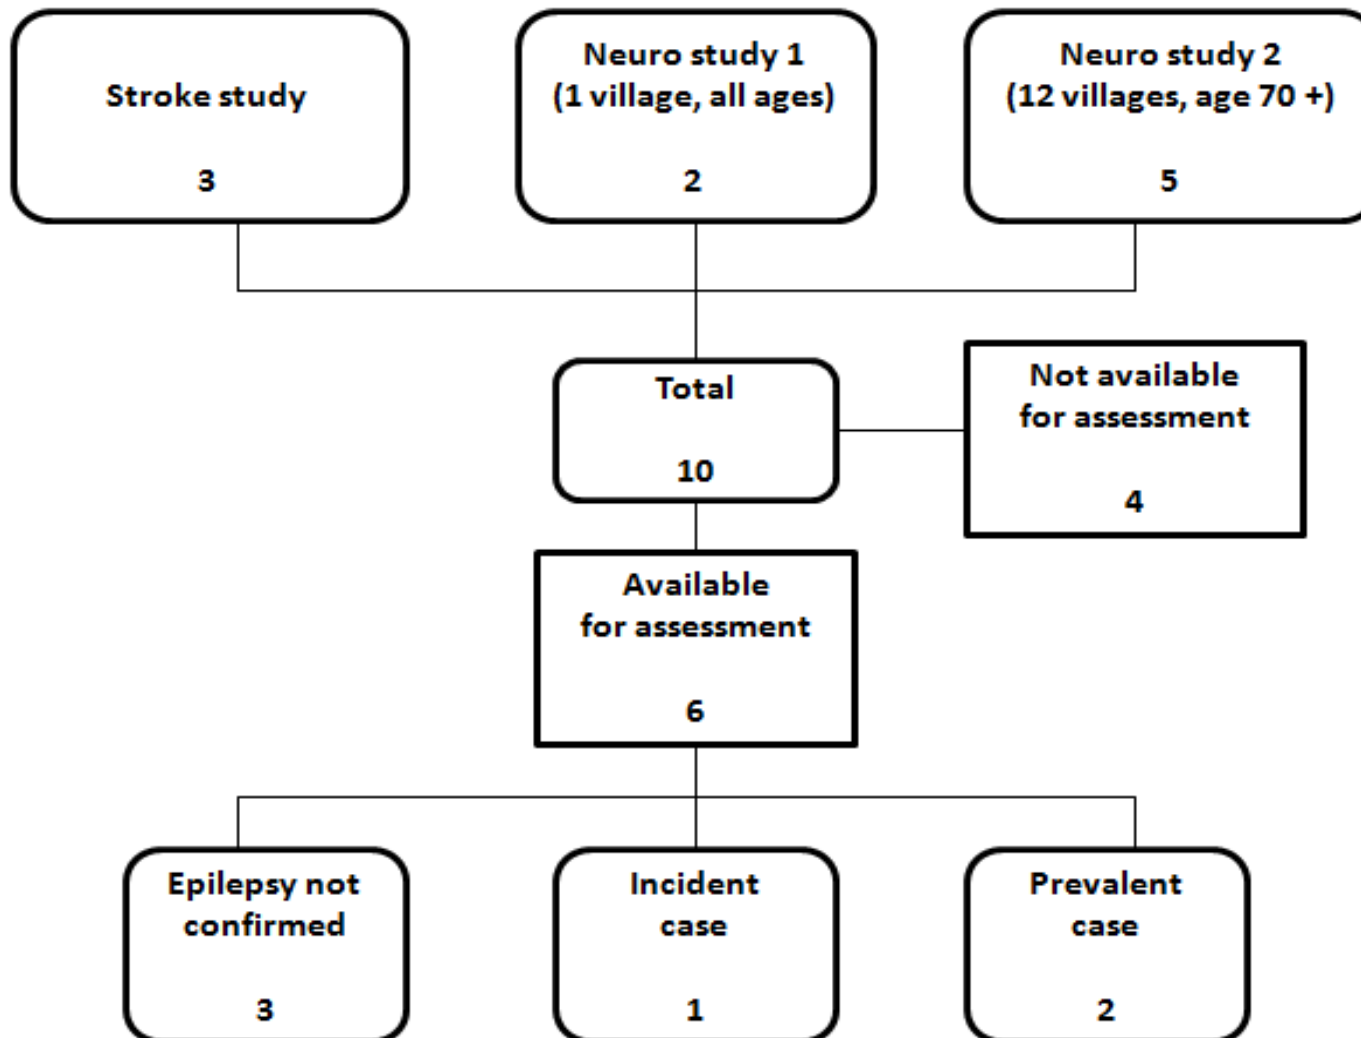 Stroke study
3
Neuro study 1
(1 village, all ages)
2
Neuro study 2
(12 villages, age 70 +)
5
Total
10
Not available
for assessment
4
Available
for assessment
6
Epilepsy not
confirmed
3
Incident
case
1
Prevalent
case
2